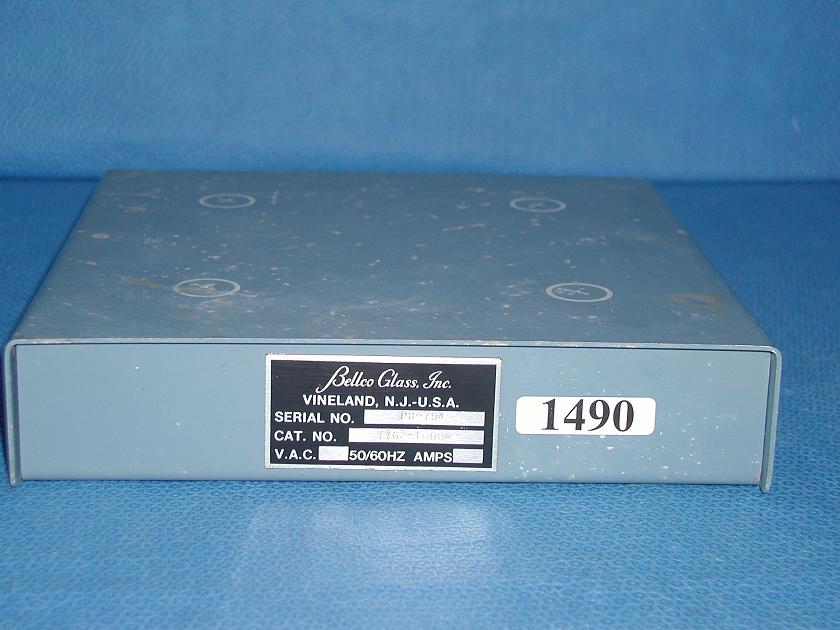 Bellco Glass, Inc.
VINELAND, N.J.-U.S.A.
SERIAL NO.
CAT. NO.
V.A.C. 50/60HZ AMPS
1490